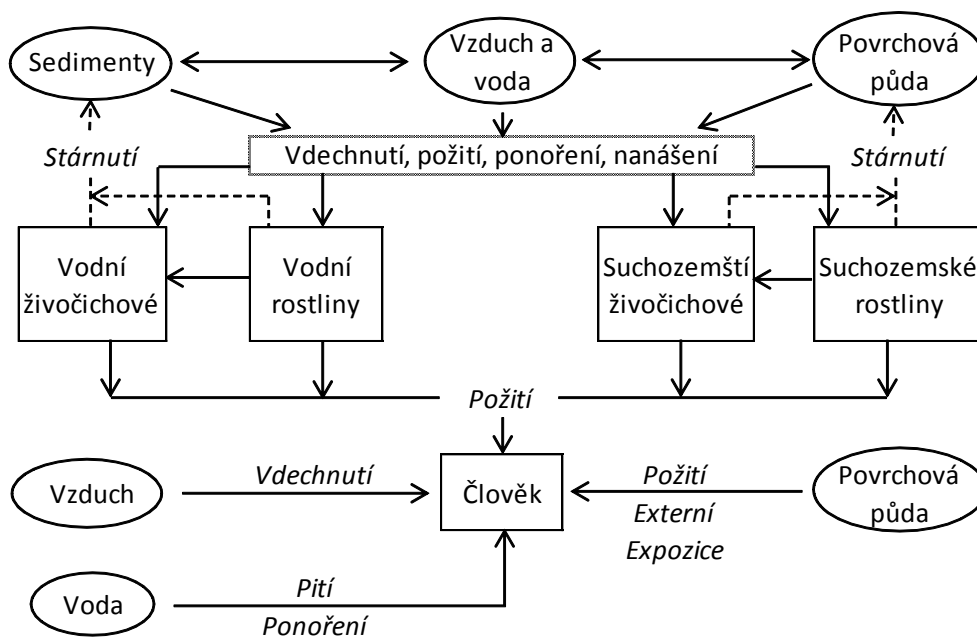 Sedimenty
Vzduch a
voda
Povrchová
půda
Stárnutí
Vdechnutí, požití, ponoření, nanášení
Stárnutí
Vodní
živočichové
Vodní
rostliny
Suchozemští
živočichové
Suchozemské
rostliny
Požití
Vzduch
Vdechnutí
Člověk
Požití
Externí
Expozice
Povrchová
půda
Voda
Pití
Ponoření